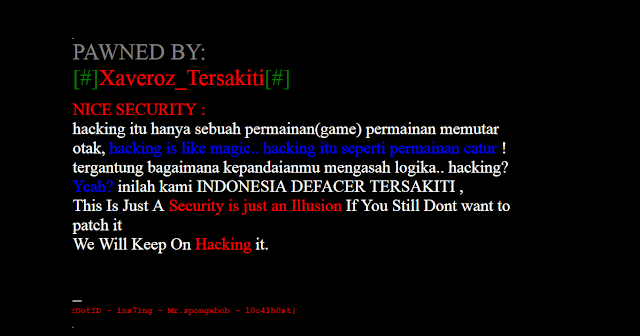 PAWNED BY:
[#]Xaveroz_Tersakiti[#]
NICE SECURITY :
hacking itu hanya sebuah permainan(game) permainan memutar
otak, hacking is like magic.. hacking itu seperti permainan catur !
tergantung bagaimana kepandaianmu mengasah logika.. hacking?
Yeah? inilah kami INDONESIA DEFACER TERSAKITI ,
This Is Just A Security is just an Illusion If You Still Dont want to
patch it
We Will Keep On Hacking it.
- ins7ing - Mr.spongebob - l0c4lh0st!